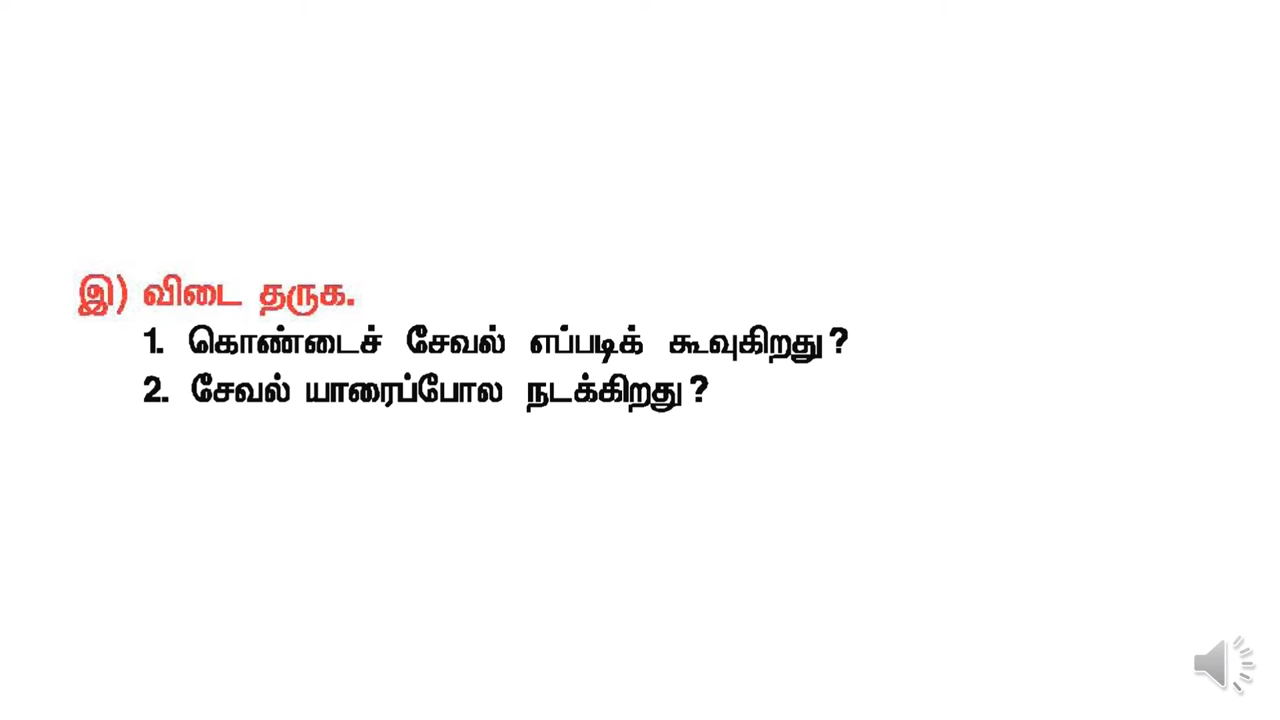 இ) விடை தருக.
1. கொண்டைச் சேவல் எப்படிக் கூவுகிறது?
2. சேவல் யாரைப்போல நடக்கிறது?